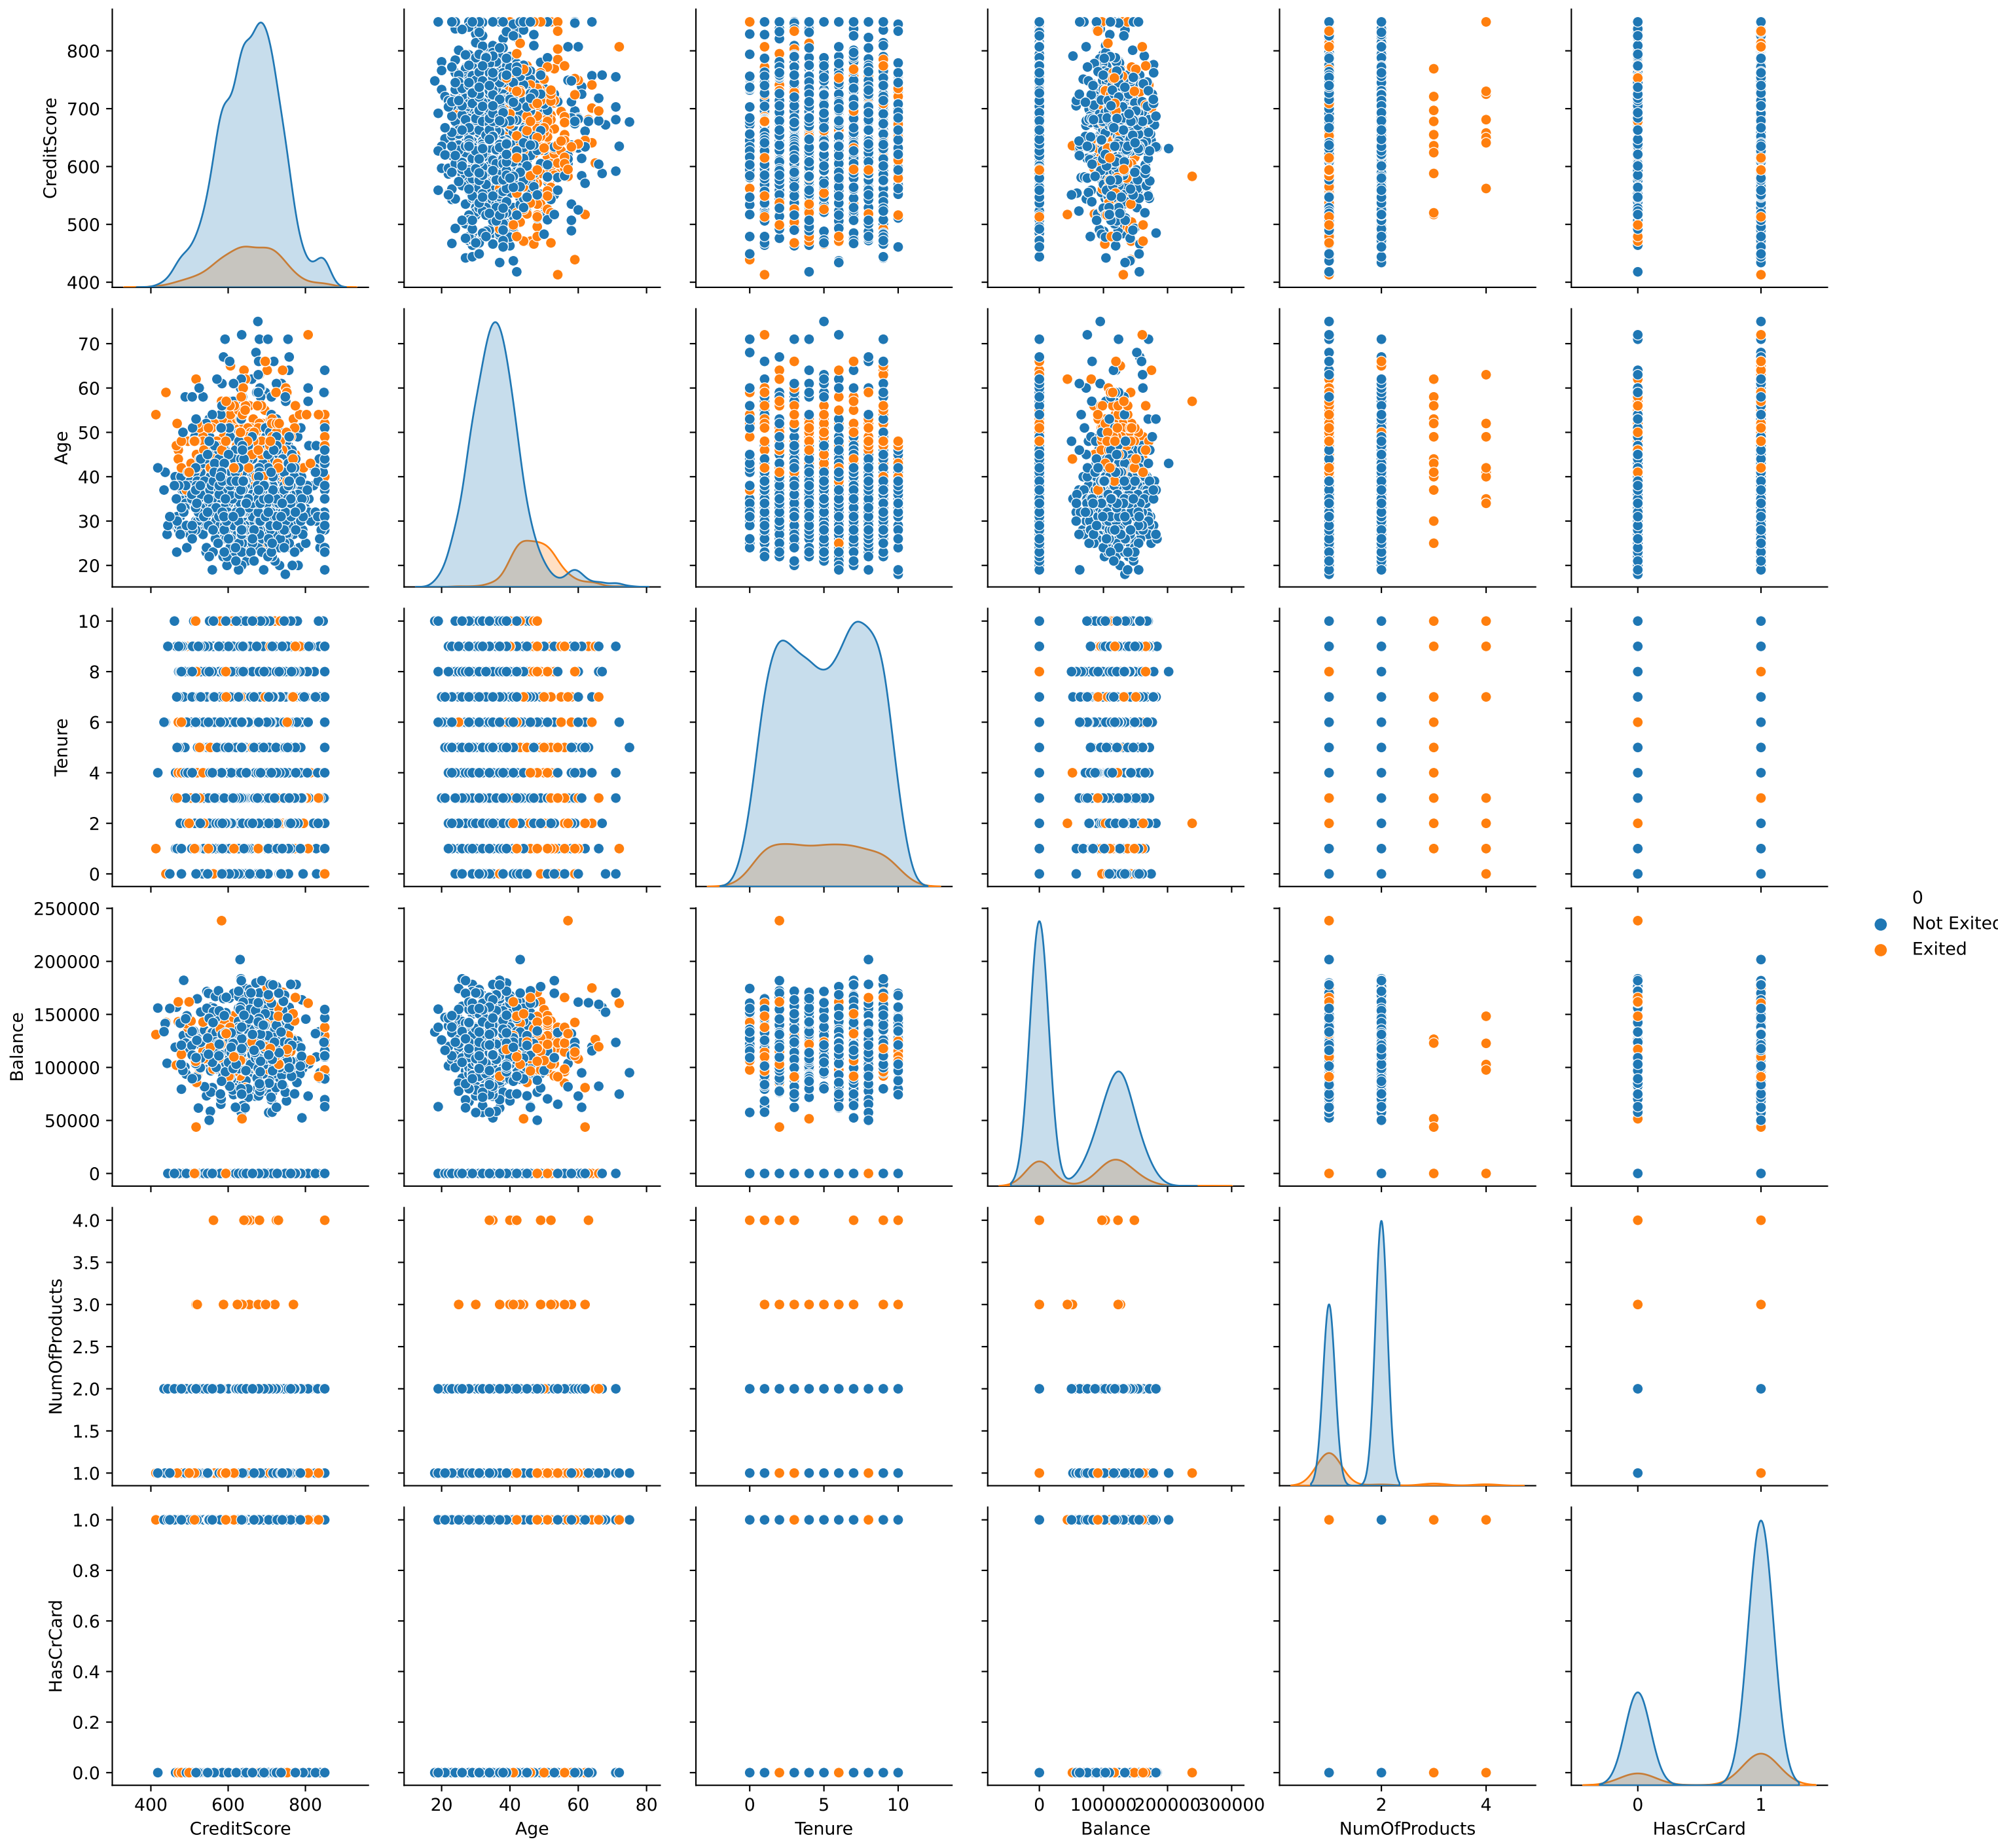 800
700
600
500
400
CreditScore
70
60
50
40
30
20
Age
10
8
6
4
2
0
Tenure
0
Not Exited
Exited
250000
200000
150000
100000
50000
0
Balance
4.0
3.5
3.0
2.5
2.0
1.5
1.0
NumOfProducts
1.0
0.8
0.6
0.4
0.2
0.0
HasCrCard
400 600 800
20 40 60 80
0 5 10
0 100000 200000 300000
2 4
0 1
CreditScore
Age
Tenure
Balance
NumOfProducts
HasCrCard